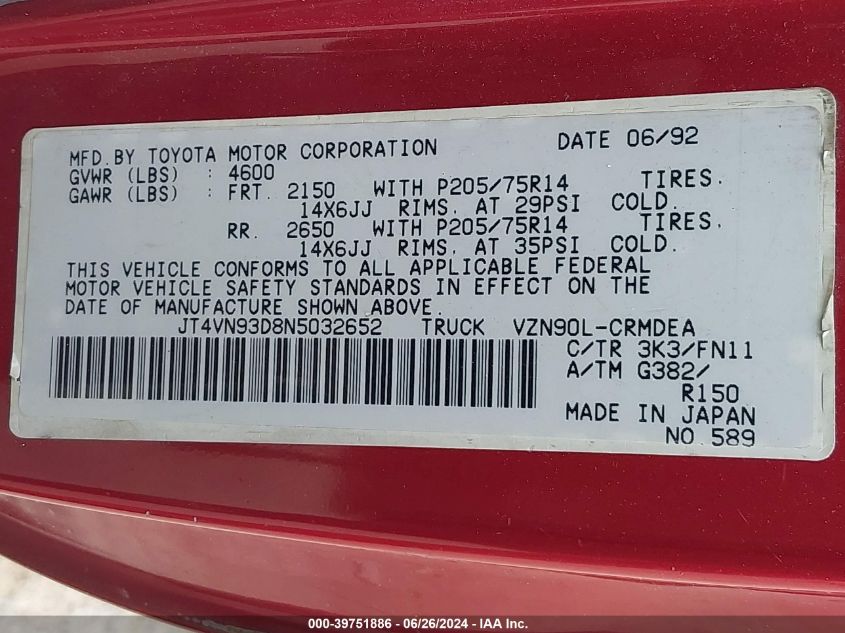 MFD. BY TOYOTA MOTOR CORPORATION DATE 06/92
GVWR (LBS) : 4600
GAWR (LBS) : FRT. 2150 WITH P205/75R14 TIRES.
14X6JJ RIMS, AT 29PSI COLD.
RR. 2650 WITH P205/75R14 TIRES,
14X6JJ RIMS, AT 35PSI COLD.
THIS VEHICLE CONFORMS TO ALL APPLICABLE FEDERAL
MOTOR VEHICLE SAFETY STANDARDS IN EFFECT ON THE
DATE OF MANUFACTURE SHOWN ABOVE.
JT4VN93D8N5032652 TRUCK VZN90L-CRMDEA
C/TR 3K3/FN11
A/TM G382/
R150
MADE IN JAPAN
NO.589
000-39751886 - 06/26/2024 - IAA Inc.